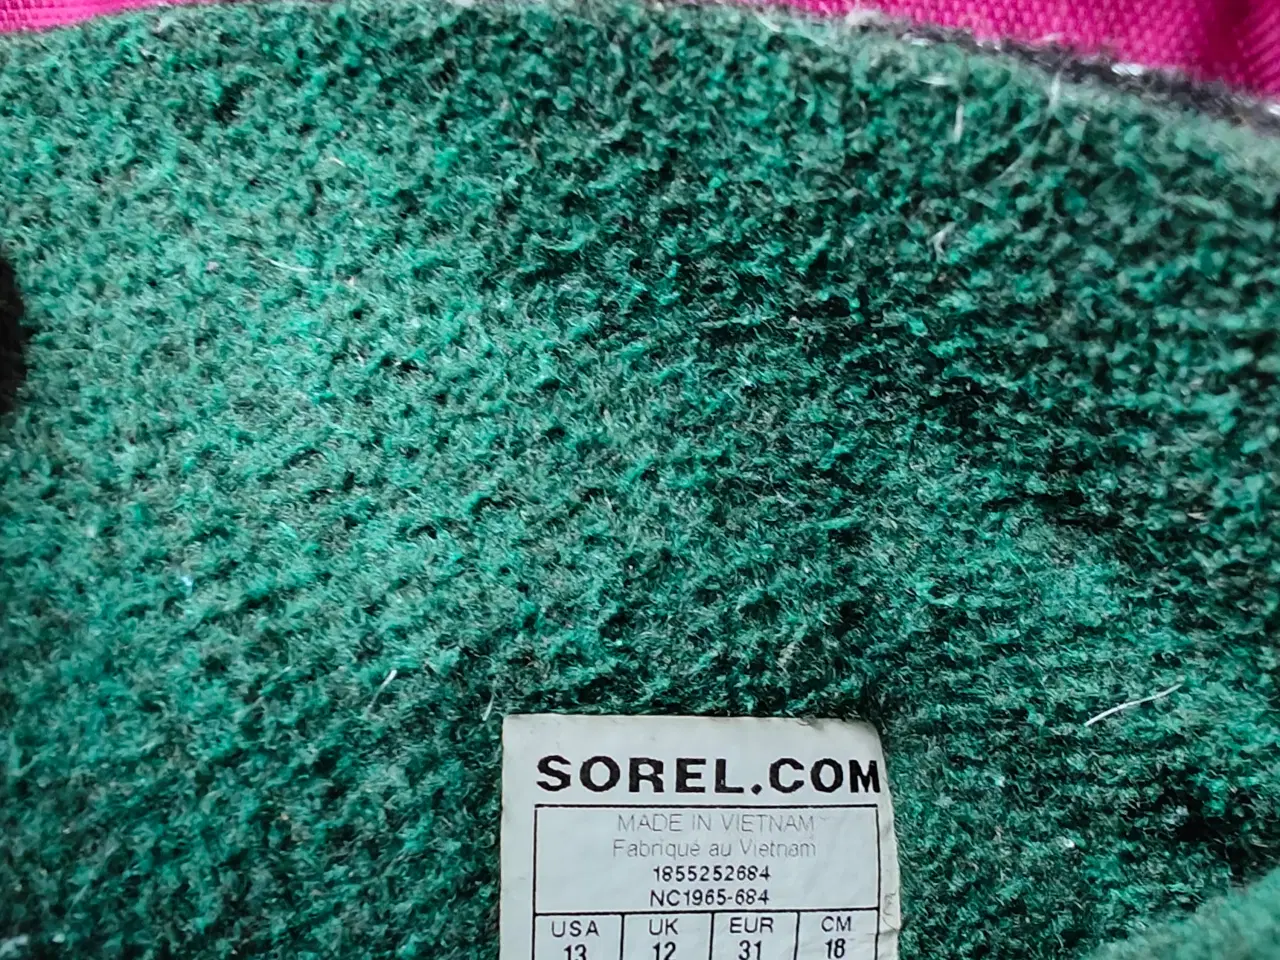 SOREL.COM
MADE IN VIETNAM
Fabriqué au Vietnam
1855252684
NC1965-684
USA UK EUR CM
13 12 31 18